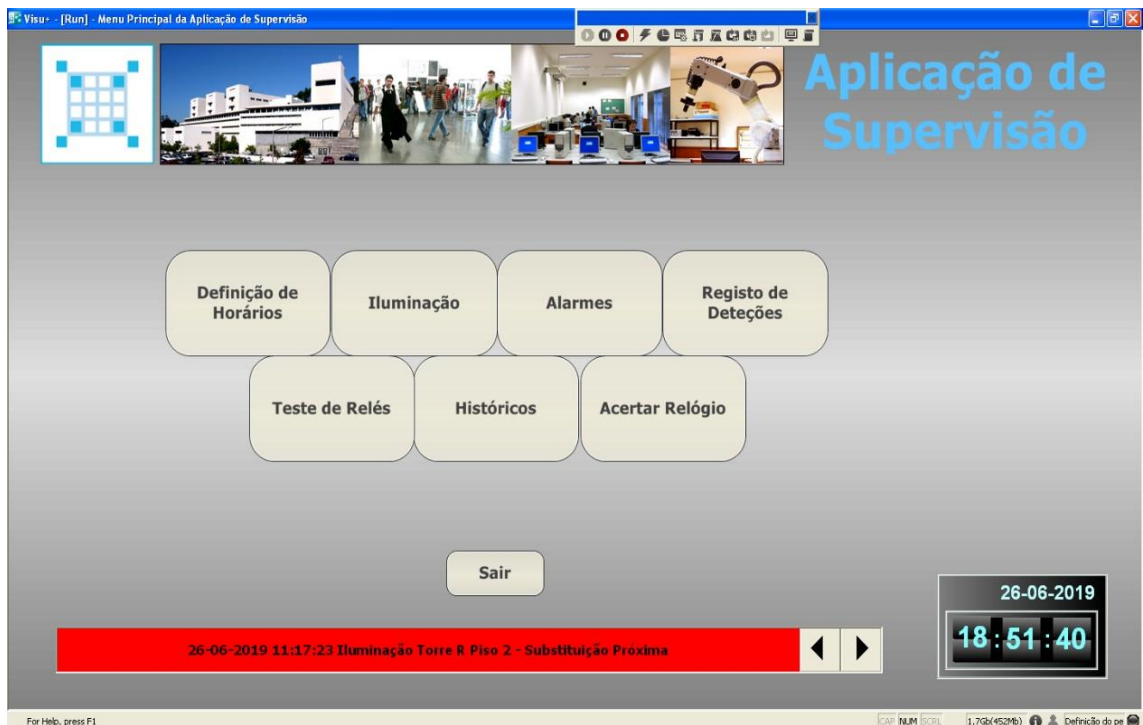 Visu+ - [Run] - Menu Principal da Aplicação de Supervisão
Aplicação de
Supervisão
Definição de
Horários
Iluminação
Alarmes
Registo de
Deteções
Teste de Relés
Históricos
Acertar Relógio
Sair
26-06-2019
18:51:40
26-06-2019 11:17:23 Iluminação Torre R Piso 2 - Substituição Próxima
For Help, press F1
CAP NUM SCRL 1.7Gb(452Mb) Definicão do pe